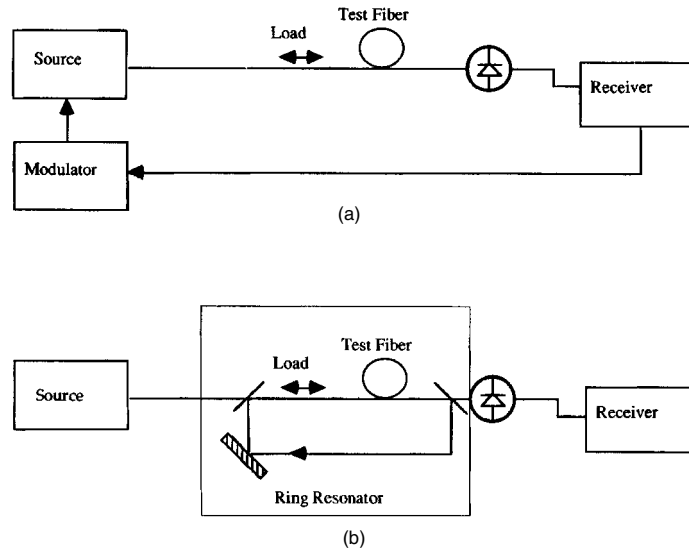 Test Fiber
Load
Source
Receiver
Modulator
(a)
Test Fiber
Load
Source
Receiver
Ring Resonator
(b)